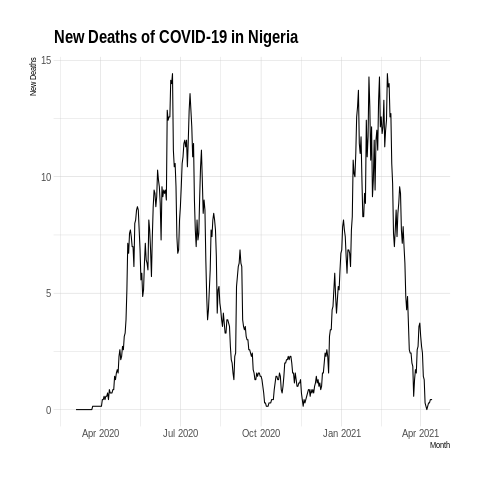 New Deaths of COVID-19 in Nigeria
New Deaths
15
10
5
0
Apr 2020
Jul 2020
Oct 2020
Jan 2021
Apr 2021
Month